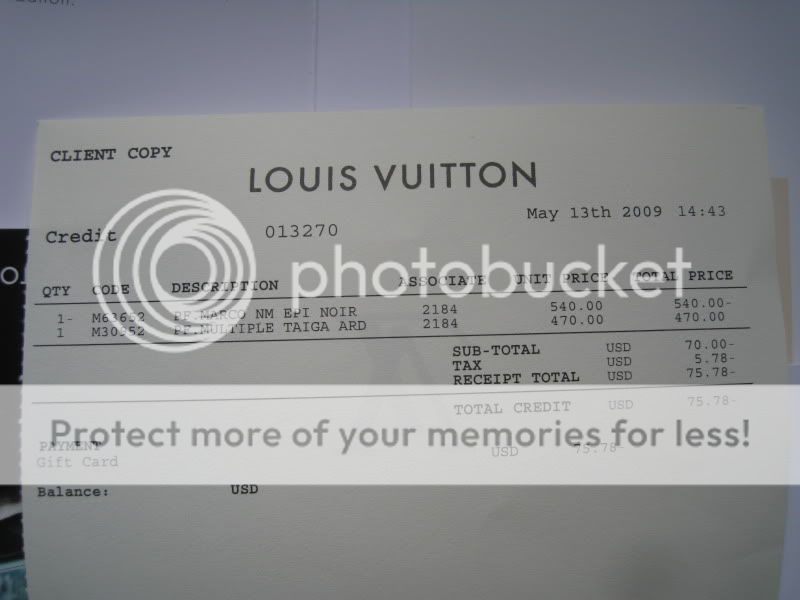 CLIENT COPY
LOUIS VUITTON
May 13th 2009 14:43
Credit 013270
QTY CODE DESCRIPTION ASSOCIATE UNIT PRICE TOTAL PRICE
1- M63652 PF.MARCO NM EPI NOIR 2184 540.00 540.00-
1 M30952 PF.MULTIPLE TAIGA ARD 2184 470.00 470.00
SUB-TOTAL USD 70.00-
TAX USD 5.78-
RECEIPT TOTAL USD 75.78-
TOTAL CREDIT USD 75.78-
PAYMENT
Gift Card USD 75.78-
Balance: USD
photobucket
Protect more of your memories for less!